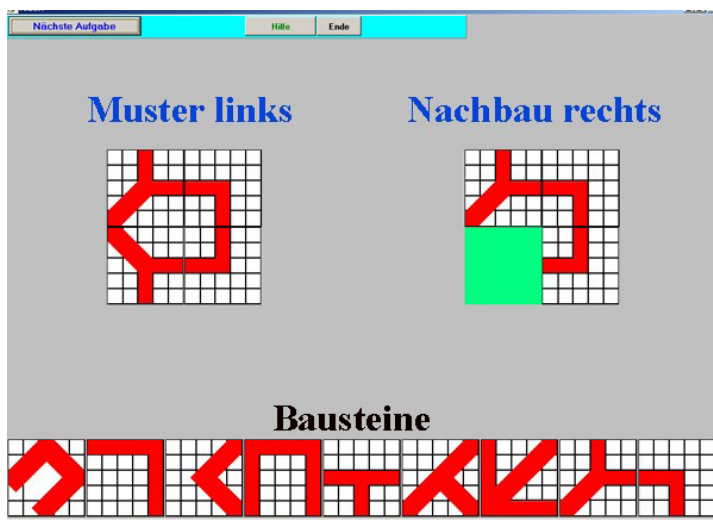 Nächste Aufgabe Hilfe Ende
Muster links Nachbau rechts
Bausteine